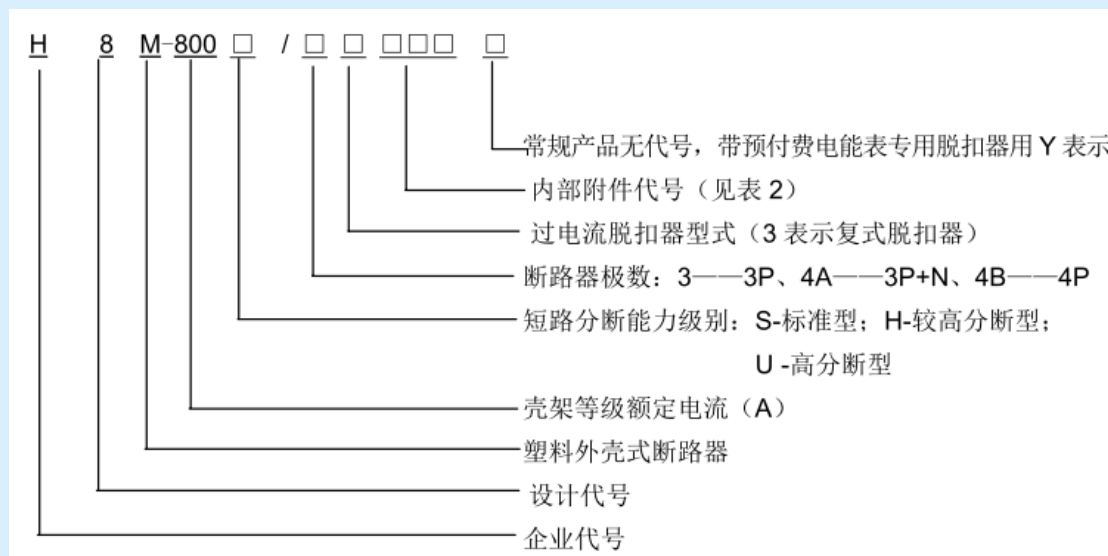 H 8 M-800 □ / □ □ □□□ □
常规产品无代号，带预付费电能表专用脱扣器用 Y 表示
内部附件代号（见表 2）
过电流脱扣器型式（3 表示复式脱扣器）
断路器极数：3——3P、4A——3P+N、4B——4P
短路分断能力级别：S-标准型；H-较高分断型；
U -高分断型
壳架等级额定电流（A）
塑料外壳式断路器
设计代号
企业代号